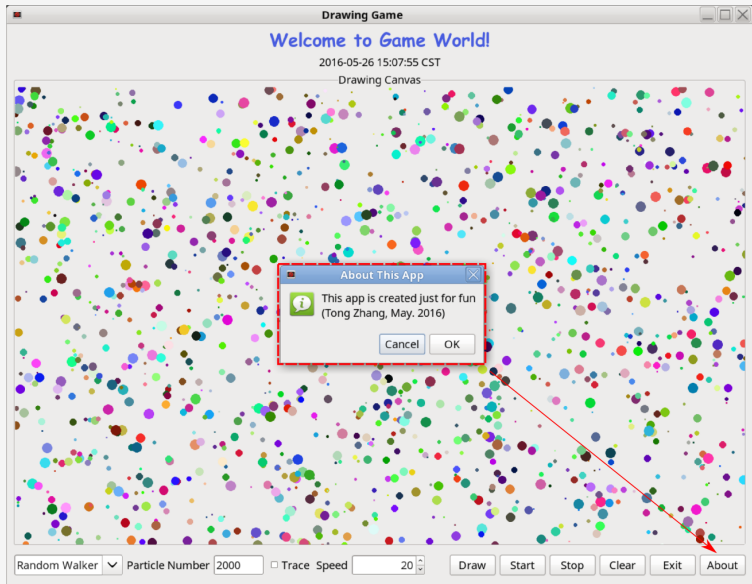 Drawing Game
Welcome to Game World!
2016-05-26 15:07:55 CST
Drawing Canvas
About This App
This app is created just for fun
(Tong Zhang, May. 2016)
Cancel OK
Random Walker Particle Number 2000 Trace Speed 20 Draw Start Stop Clear Exit About